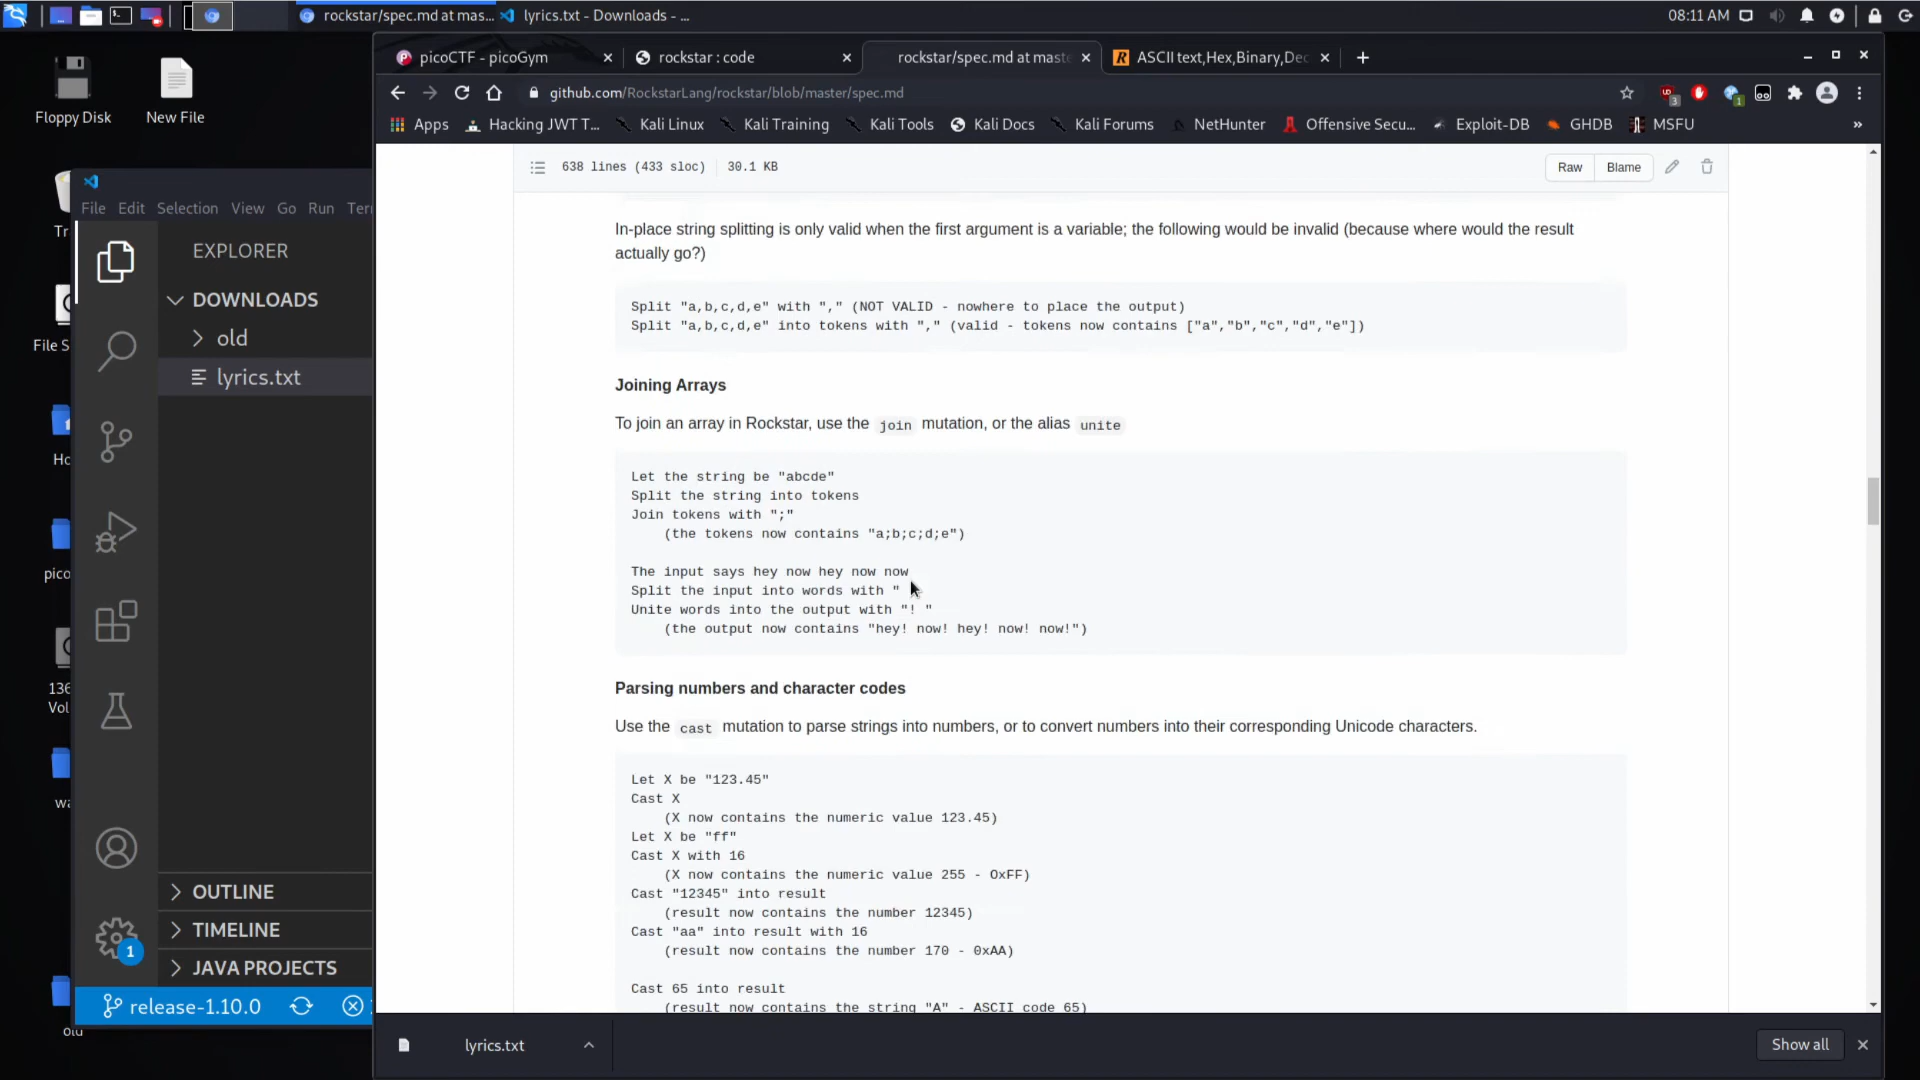 rockstar/spec.md at mas...
lyrics.txt - Downloads - ...
08:11 AM
Floppy Disk
New File
File Edit Selection View Go Run
EXPLORER
DOWNLOADS
old
lyrics.txt
File S
pico
136
Vol
old
OUTLINE
TIMELINE
JAVA PROJECTS
1
release-1.10.0
picoCTF - picoGym
rockstar : code
rockstar/spec.md at maste
ASCII text,Hex,Binary,Dec
github.com/RockstarLang/rockstar/blob/master/spec.md
3
1
Apps
Hacking JWT T...
Kali Linux
Kali Training
Kali Tools
Kali Docs
Kali Forums
NetHunter
Offensive Secu...
Exploit-DB
GHDB
MSFU
»
638 lines (433 sloc) 30.1 KB
Raw
Blame
In-place string splitting is only valid when the first argument is a variable; the following would be invalid (because where would the result
actually go?)
Split "a,b,c,d,e" with "," (NOT VALID - nowhere to place the output)
Split "a,b,c,d,e" into tokens with "," (valid - tokens now contains ["a","b","c","d","e"])
Joining Arrays
To join an array in Rockstar, use the join mutation, or the alias unite
Let the string be "abcde"
Split the string into tokens
Join tokens with ";"
(the tokens now contains "a;b;c;d;e")
The input says hey now hey now now
Split the input into words with "
Unite words into the output with "! "
(the output now contains "hey! now! hey! now! now!")
Parsing numbers and character codes
Use the cast mutation to parse strings into numbers, or to convert numbers into their corresponding Unicode characters.
Let X be "123.45"
Cast X
(X now contains the numeric value 123.45)
Let X be "ff"
Cast X with 16
(X now contains the numeric value 255 - OxFF)
Cast "12345" into result
(result now contains the number 12345)
Cast "aa" into result with 16
(result now contains the number 170 - 0xAA)
Cast 65 into result
(result now contains the string "A" - ASCII code 65)
lyrics.txt
Show all